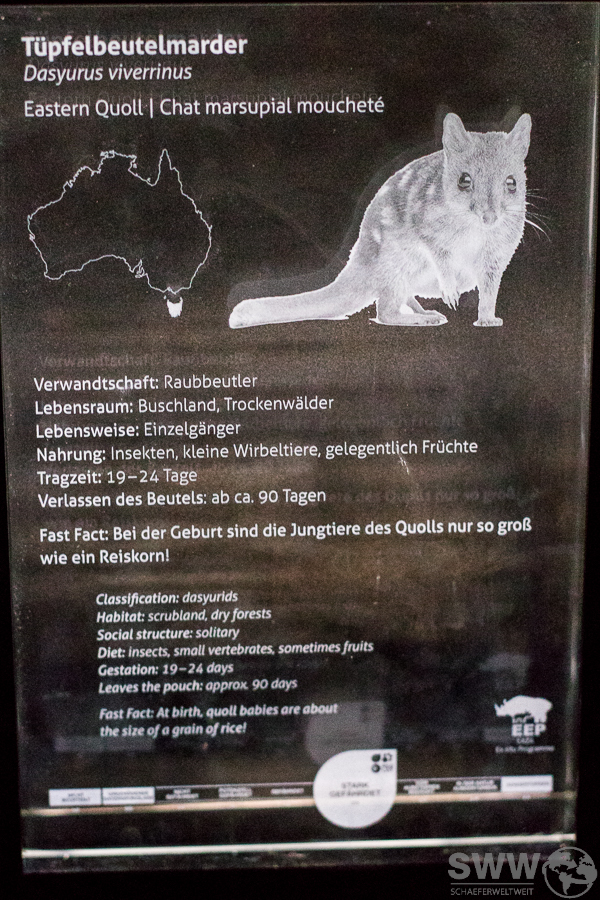 Tüpfelbeutelmarder
Dasyurus viverrinus
Eastern Quoll | Chat marsupial moucheté
Verwandtschaft: Raubbeutler
Lebensraum: Buschland, Trockenwälder
Lebensweise: Einzelgänger
Nahrung: Insekten, kleine Wirbeltiere, gelegentlich Früchte
Tragzeit: 19–24 Tage
Verlassen des Beutels: ab ca. 90 Tagen
Fast Fact: Bei der Geburt sind die Jungtiere des Quolls nur so groß
wie ein Reiskorn!
Classification: dasyurids
Habitat: scrubland, dry forests
Social structure: solitary
Diet: insects, small vertebrates, sometimes fruits
Gestation: 19–24 days
Leaves the pouch: approx. 90 days
Fast Fact: At birth, quoll babies are about
the size of a grain of rice!
EEP
STARK
GEFÄHRDET
SWW
SCHAEFERWELTWEIT